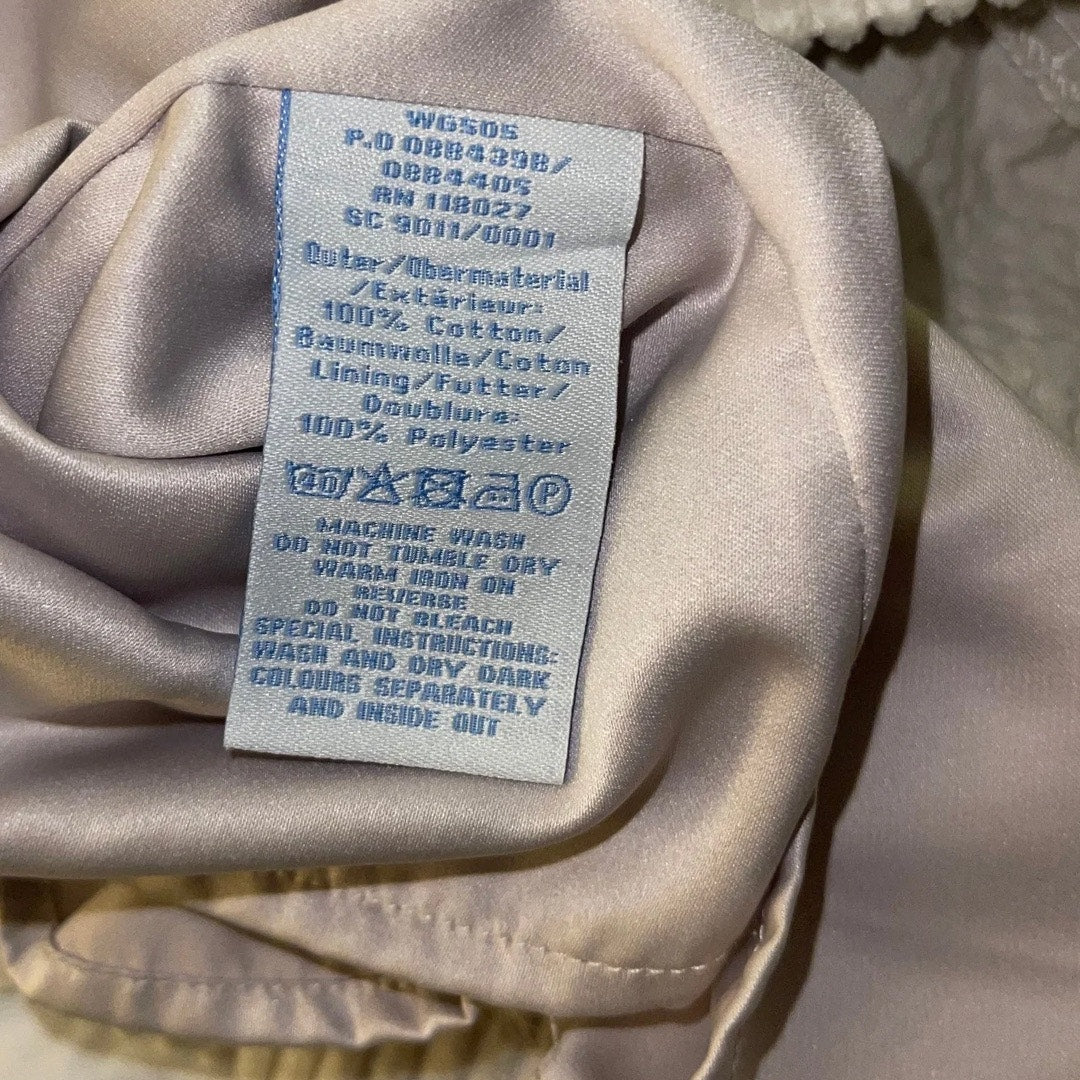 WG505
P.O 0884398/
0884405
RN 118027
SC 9011/0001
Outer/Obermaterial
/Extérieur:
100% Cotton/
Baumwolle/Coton
Lining/Futter/
Doublure:
100% Polyester
40 P
MACHINE WASH
DO NOT TUMBLE DRY
WARM IRON ON
REVERSE
DO NOT BLEACH
SPECIAL INSTRUCTIONS:
WASH AND DRY DARK
COLOURS SEPARATELY
AND INSIDE OUT